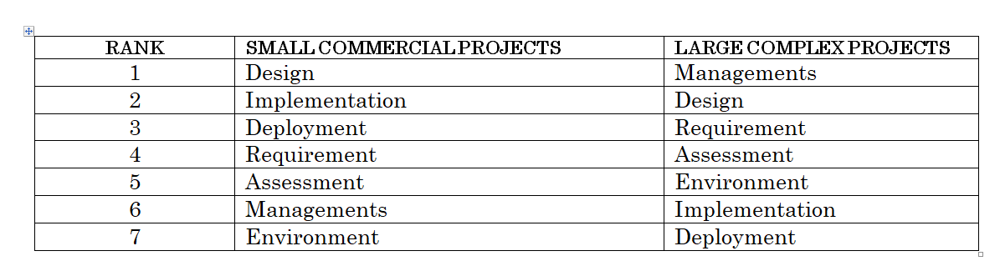 RANK SMALL COMMERCIAL PROJECTS LARGE COMPLEX PROJECTS
1 Design Managements
2 Implementation Design
3 Deployment Requirement
4 Requirement Assessment
5 Assessment Environment
6 Managements Implementation
7 Environment Deployment